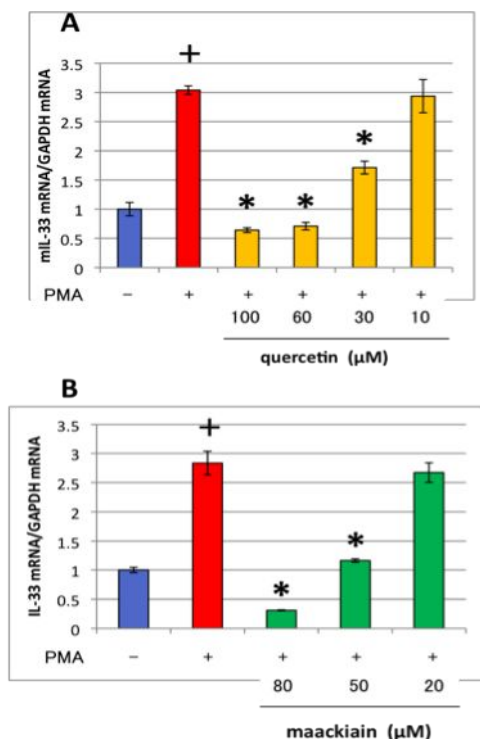 A
mIL-33 mRNA/GAPDH mRNA
3.5
3
2.5
2
1.5
1
0.5
0
+
*
*
*
PMA − + + + + +
100 60 30 10
quercetin (µM)
B
IL-33 mRNA/GAPDH mRNA
3.5
3
2.5
2
1.5
1
0.5
0
+
*
*
PMA − + + + +
80 50 20
maackiain (µM)